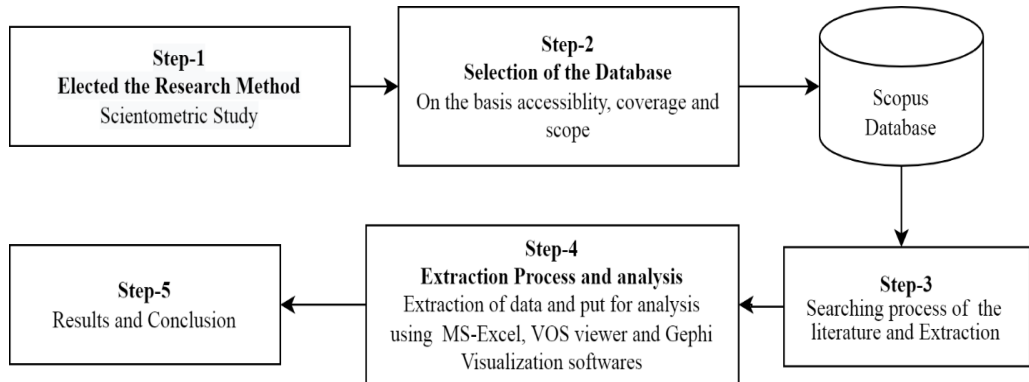 Step-1
Elected the Research Method
Scientometric Study
Step-2
Selection of the Database
On the basis accessiblity, coverage and
scope
Scopus
Database
Step-3
Searching process of the
literature and Extraction
Step-4
Extraction Process and analysis
Extraction of data and put for analysis
using MS-Excel, VOS viewer and Gephi
Visualization softwares
Step-5
Results and Conclusion